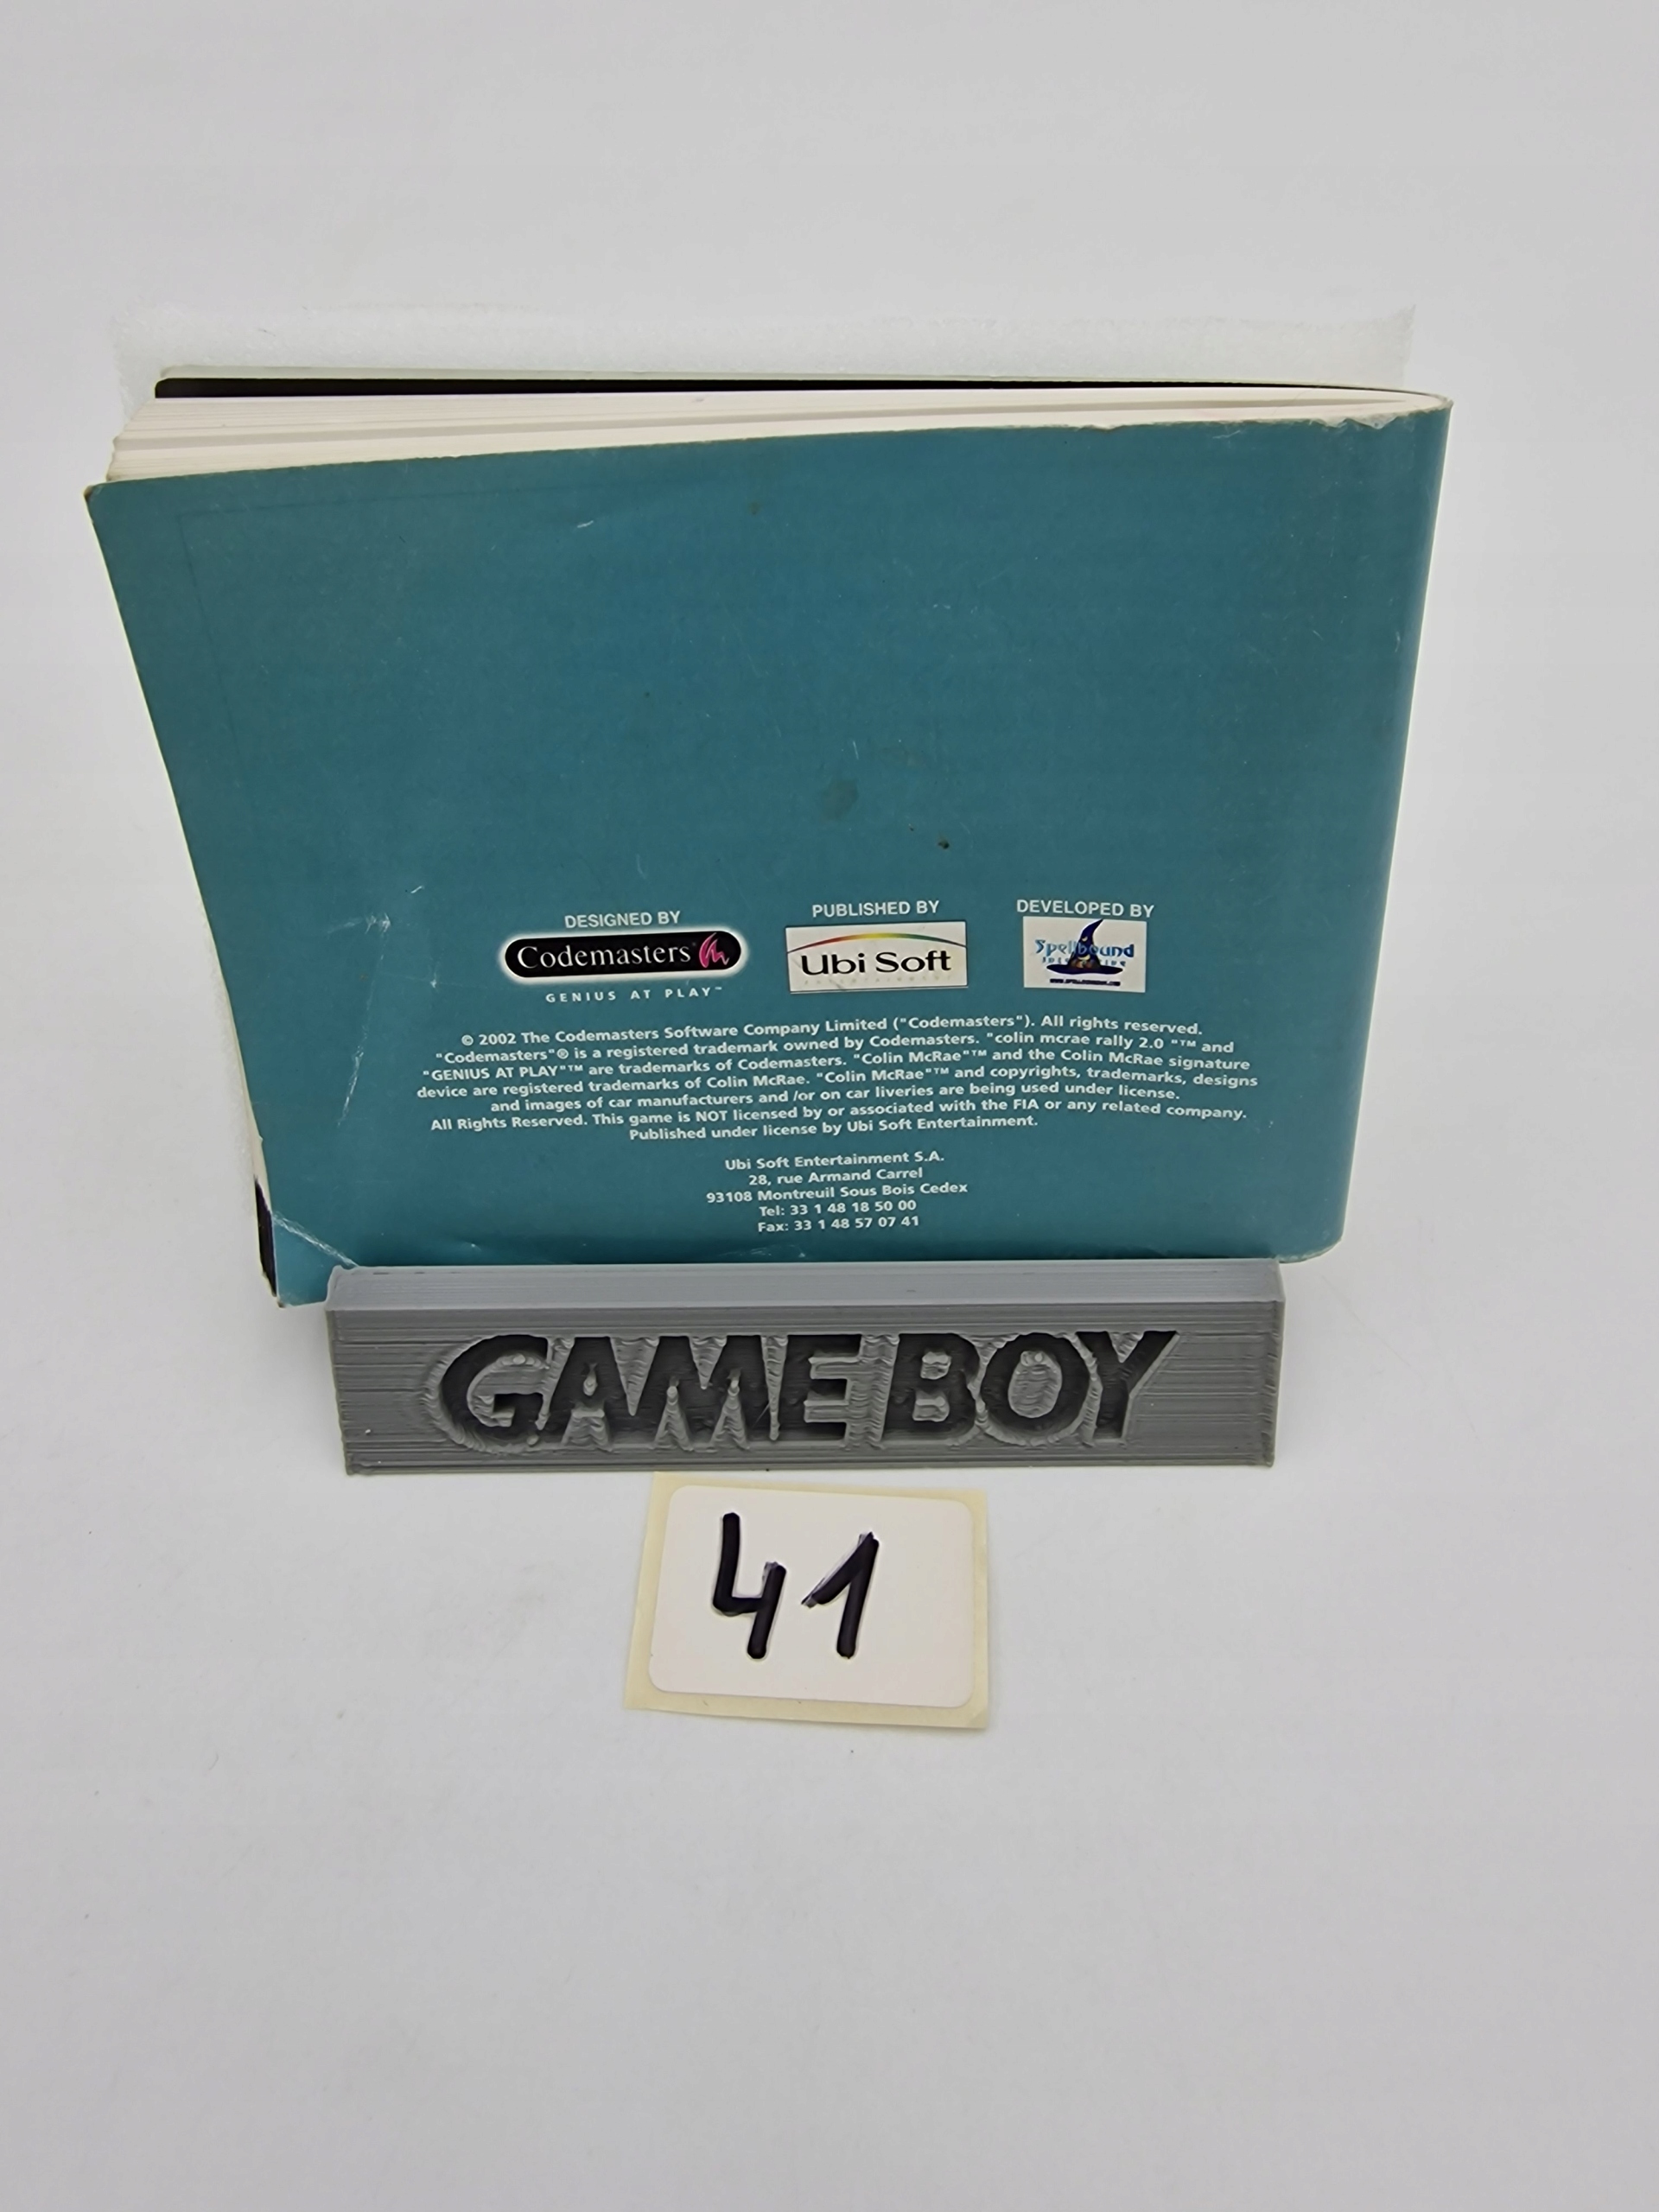 DESIGNED BY
Codemasters®
GENIUS AT PLAY™
PUBLISHED BY
Ubi Soft
DEVELOPED BY
Spellbound
© 2002 The Codemasters Software Company Limited ("Codemasters"). All rights reserved.
"Codemasters"® is a registered trademark owned by Codemasters. "colin mcrae rally 2.0 "™ and
"GENIUS AT PLAY"™ are trademarks of Codemasters. "Colin McRae"™ and the Colin McRae signature
device are registered trademarks of Colin McRae. "Colin McRae"™ and copyrights, trademarks, designs
and images of car manufacturers and /or on car liveries are being used under license.
All Rights Reserved. This game is NOT licensed by or associated with the FIA or any related company.
Published under license by Ubi Soft Entertainment.
Ubi Soft Entertainment S.A.
28, rue Armand Carrel
93108 Montreuil Sous Bois Cedex
Tel: 33 1 48 18 50 00
Fax: 33 1 48 57 07 41
GAME BOY
41